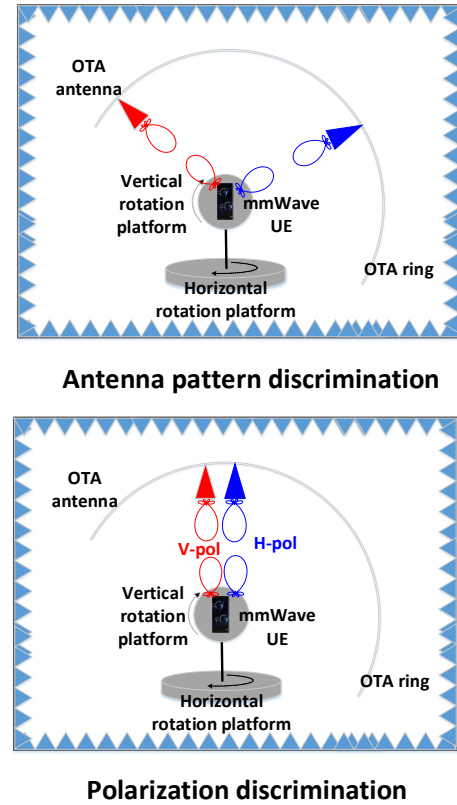 OTA
antenna
Vertical
rotation
platform
mmWave
UE
OTA ring
Horizontal
rotation platform
Antenna pattern discrimination
OTA
antenna
V-pol
H-pol
Vertical
rotation
platform
mmWave
UE
OTA ring
Horizontal
rotation platform
Polarization discrimination